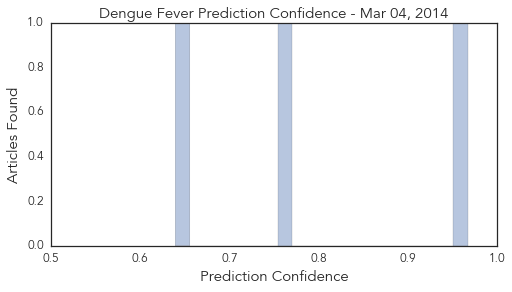 Dengue Fever Prediction Confidence - Mar 04, 2014
1.0
0.8
0.6
0.4
0.2
0.0
Articles Found
0.5 0.6 0.7 0.8 0.9 1.0
Prediction Confidence